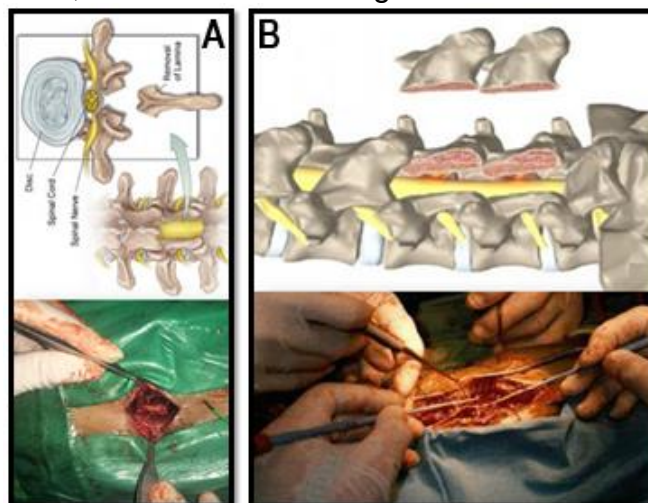 A
B
Removal
of Lamina
Disc
Spinal Cord
Spinal Nerve